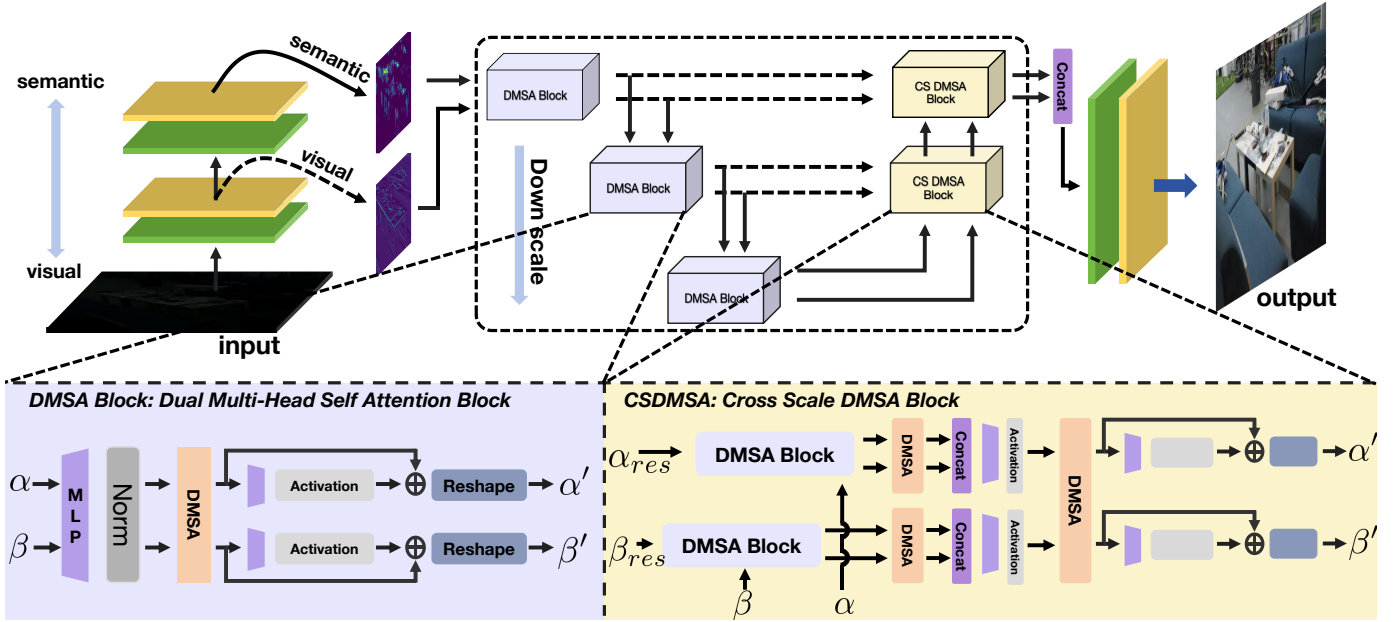 semantic
visual
input
semantic
visual
DMSA Block
DMSA Block
DMSA Block
Down scale
CS DMSA
Block
CS DMSA
Block
Concat
output
DMSA Block: Dual Multi-Head Self Attention Block
α
β
MLP
Norm
DMSA
Activation
Activation
Reshape
Reshape
α′
β′
CSDMSA: Cross Scale DMSA Block
α_res
β_res
DMSA Block
DMSA Block
β
α
DMSA
DMSA
Concat
Concat
Activation
Activation
DMSA
α′
β′